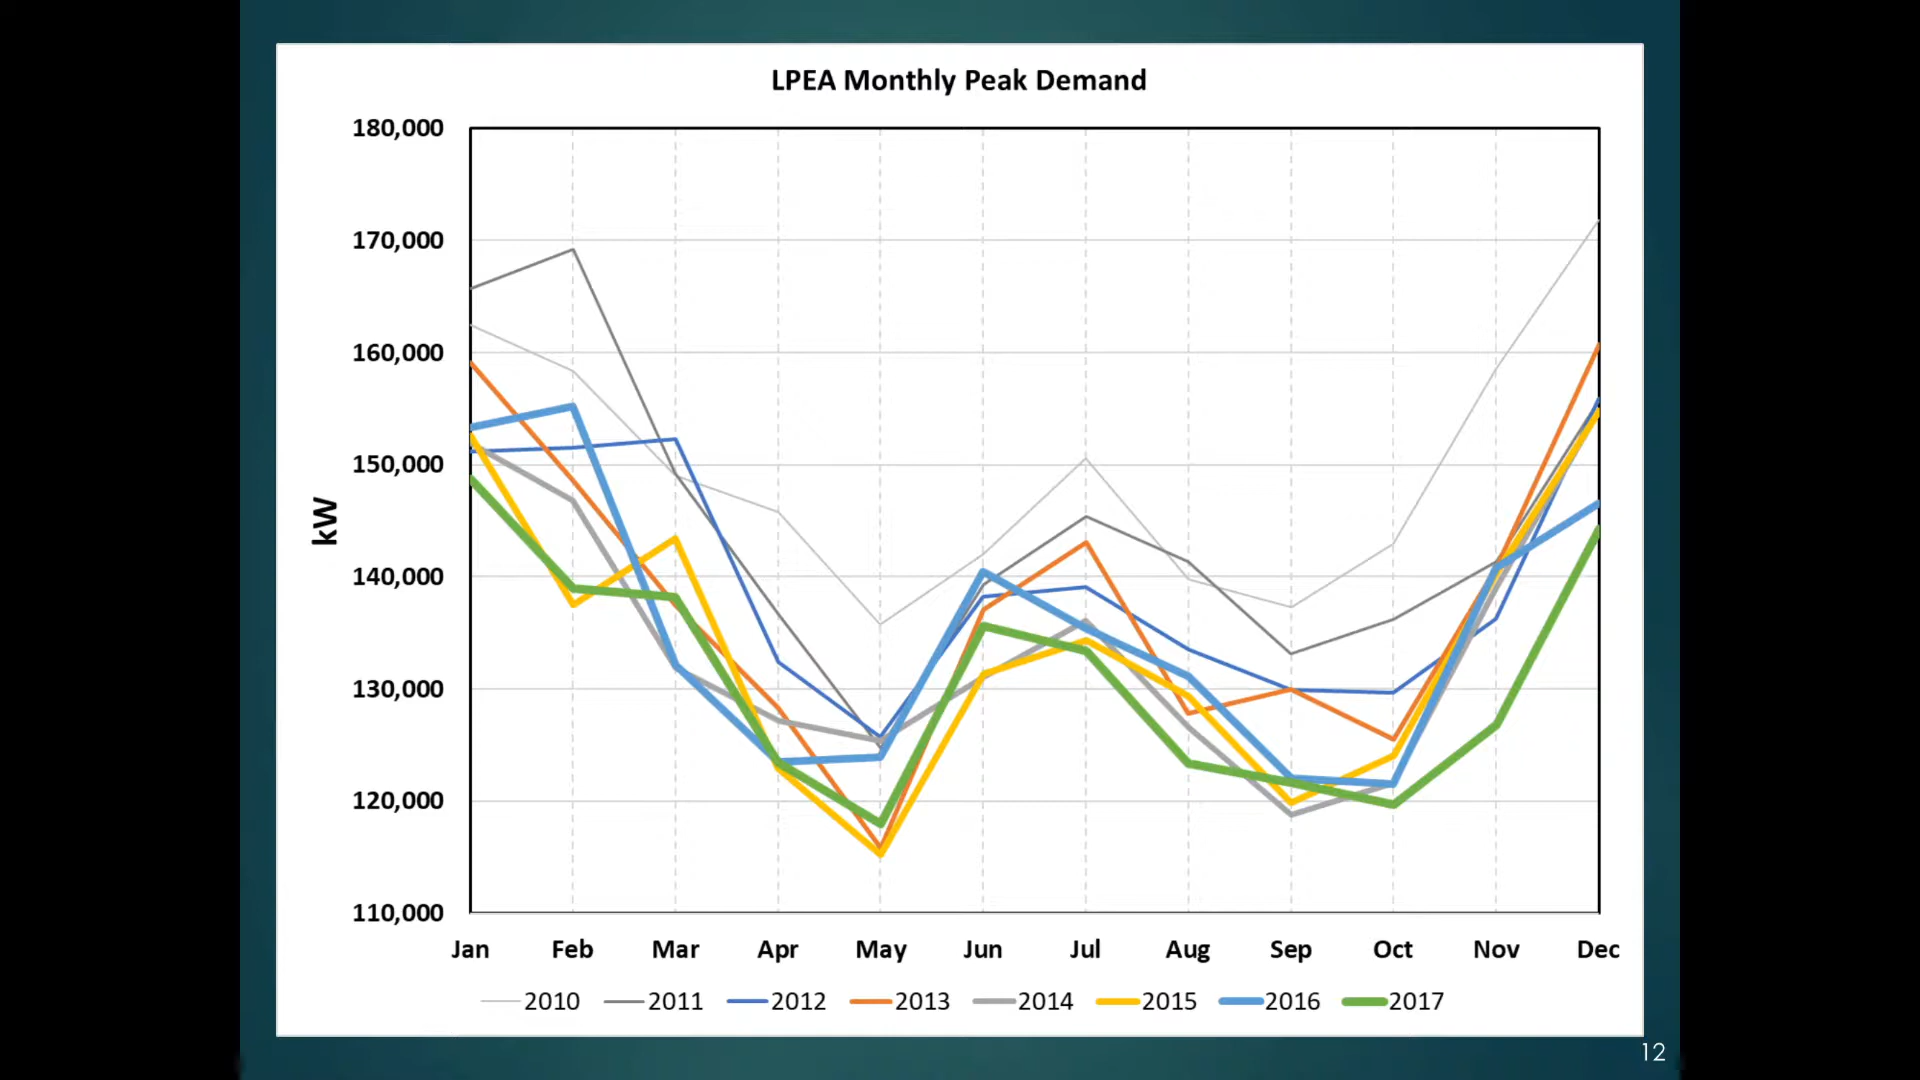 LPEA Monthly Peak Demand
180,000
170,000
160,000
150,000
140,000
130,000
120,000
110,000
kW
Jan Feb Mar Apr May Jun Jul Aug Sep Oct Nov Dec
2010 2011 2012 2013 2014 2015 2016 2017
12